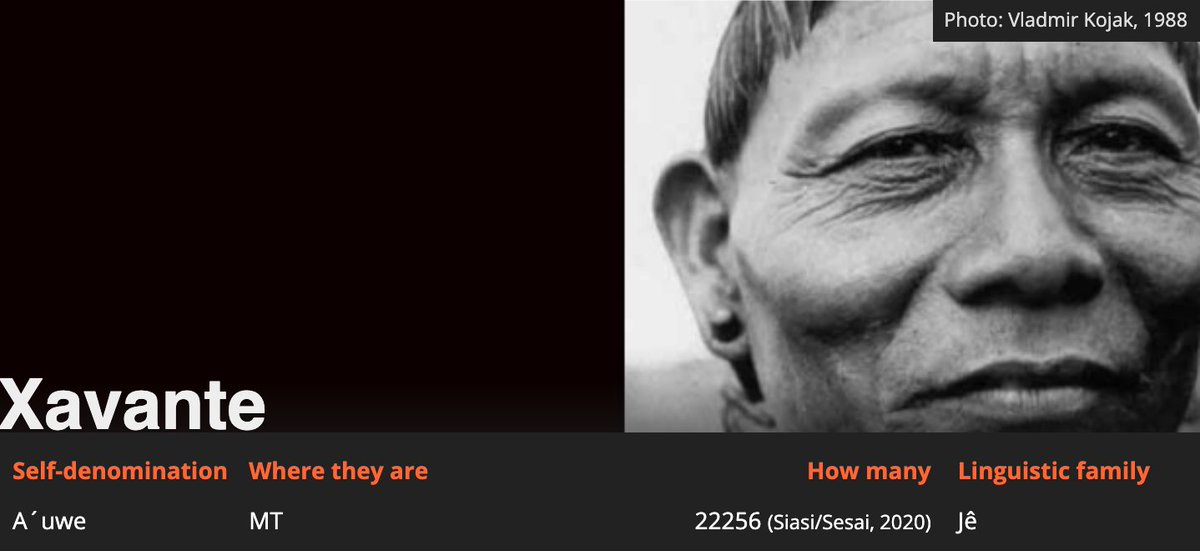 Photo: Vladmir Kojak, 1988
Xavante
Self-denomination Where they are How many Linguistic family
A´uwe MT 22256 (Siasi/Sesai, 2020) Jê